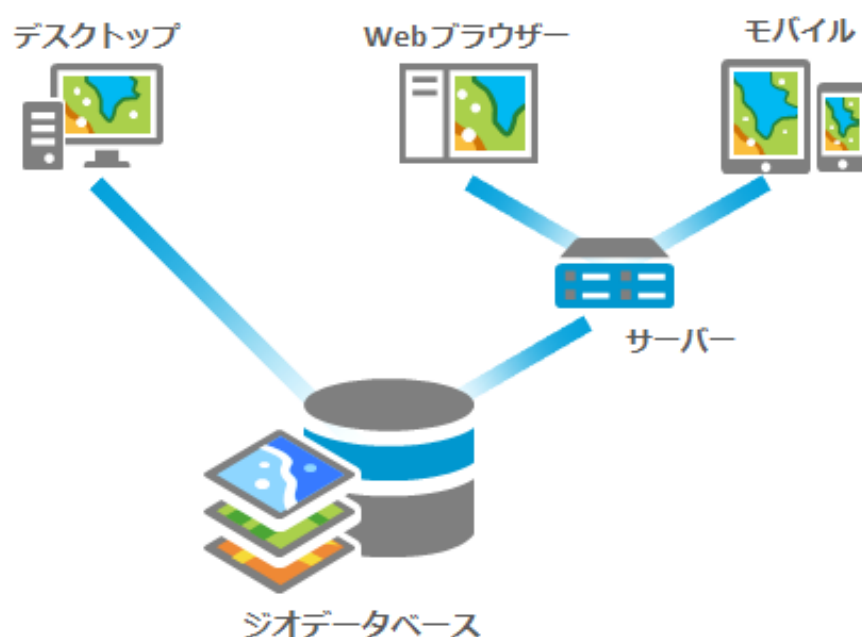 デスクトップ
Webブラウザー
モバイル
サーバー
ジオデータベース